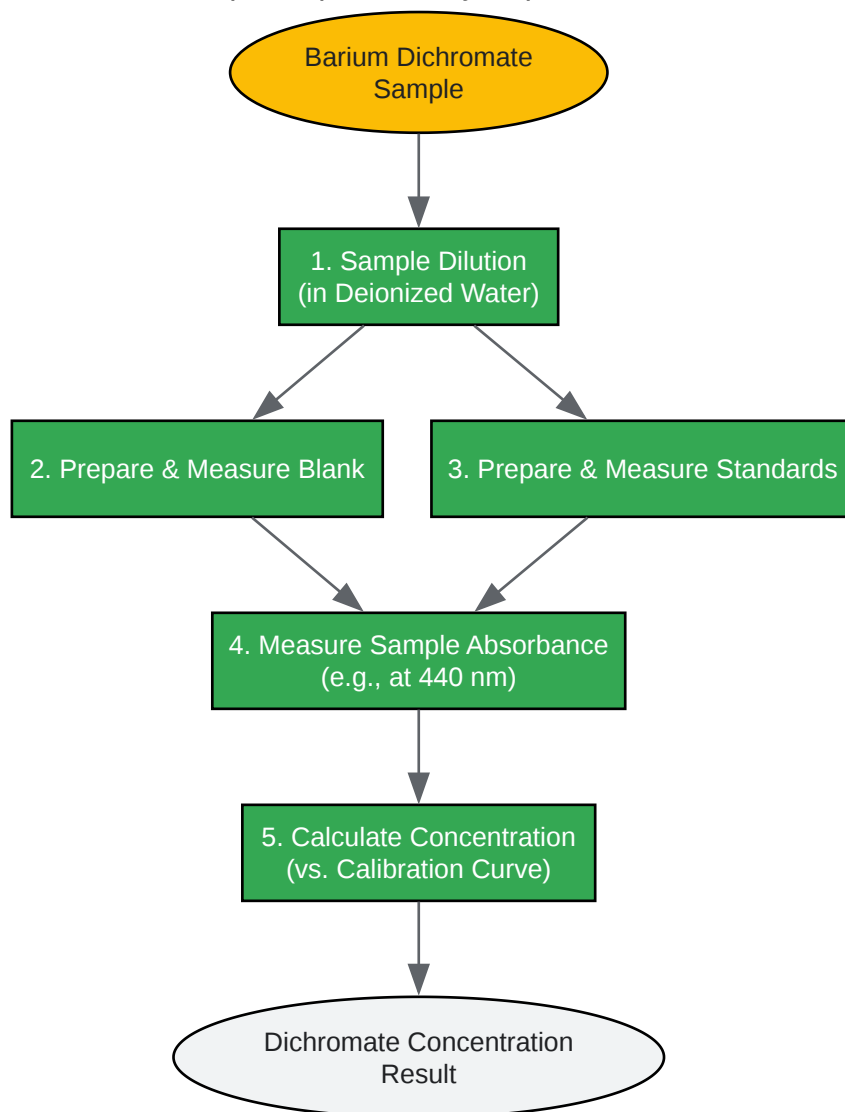 Barium Dichromate
Sample
1. Sample Dilution
(in Deionized Water)
2. Prepare & Measure Blank
3. Prepare & Measure Standards
4. Measure Sample Absorbance
(e.g., at 440 nm)
5. Calculate Concentration
(vs. Calibration Curve)
Dichromate Concentration
Result